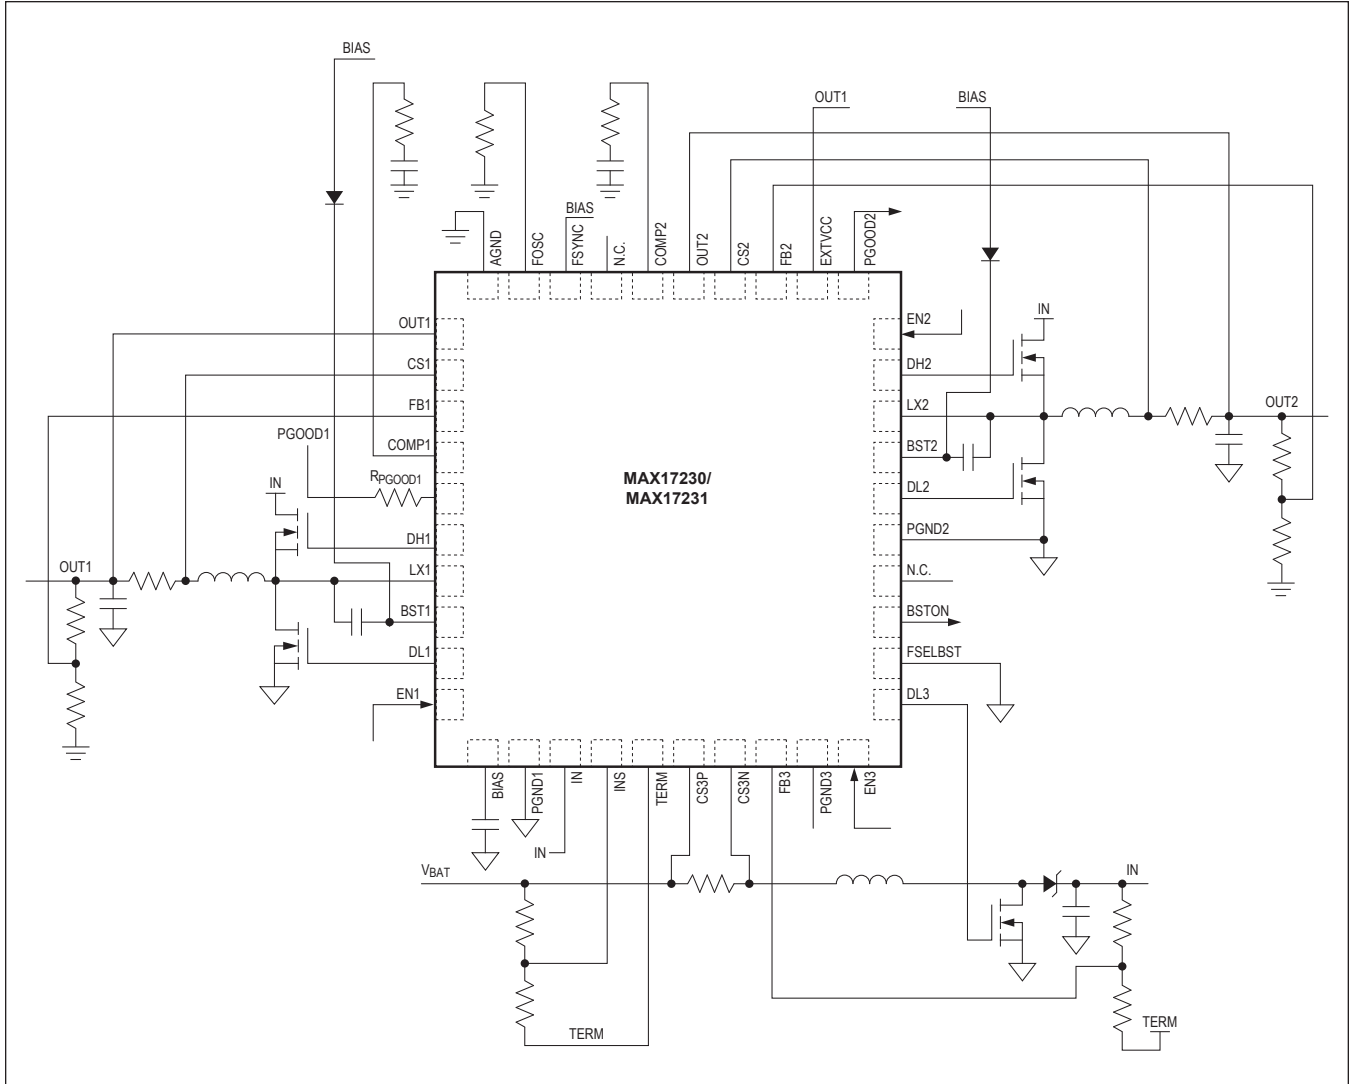 BIAS
OUT1
BIAS
BIAS
AGND
FOSC
FSYNC
N.C.
COMP2
OUT2
CS2
FB2
EXTVCC
PGOOD2
OUT1
CS1
FB1
COMP1
PGOOD1
RPGOOD1
IN
DH1
OUT1
LX1
BST1
DL1
EN1
MAX17230/
MAX17231
EN2
IN
DH2
LX2
OUT2
BST2
DL2
PGND2
N.C.
BSTON
FSELBST
DL3
BIAS
PGND1
IN
INS
TERM
CS3P
CS3N
FB3
PGND3
EN3
IN
VBAT
IN
TERM
TERM